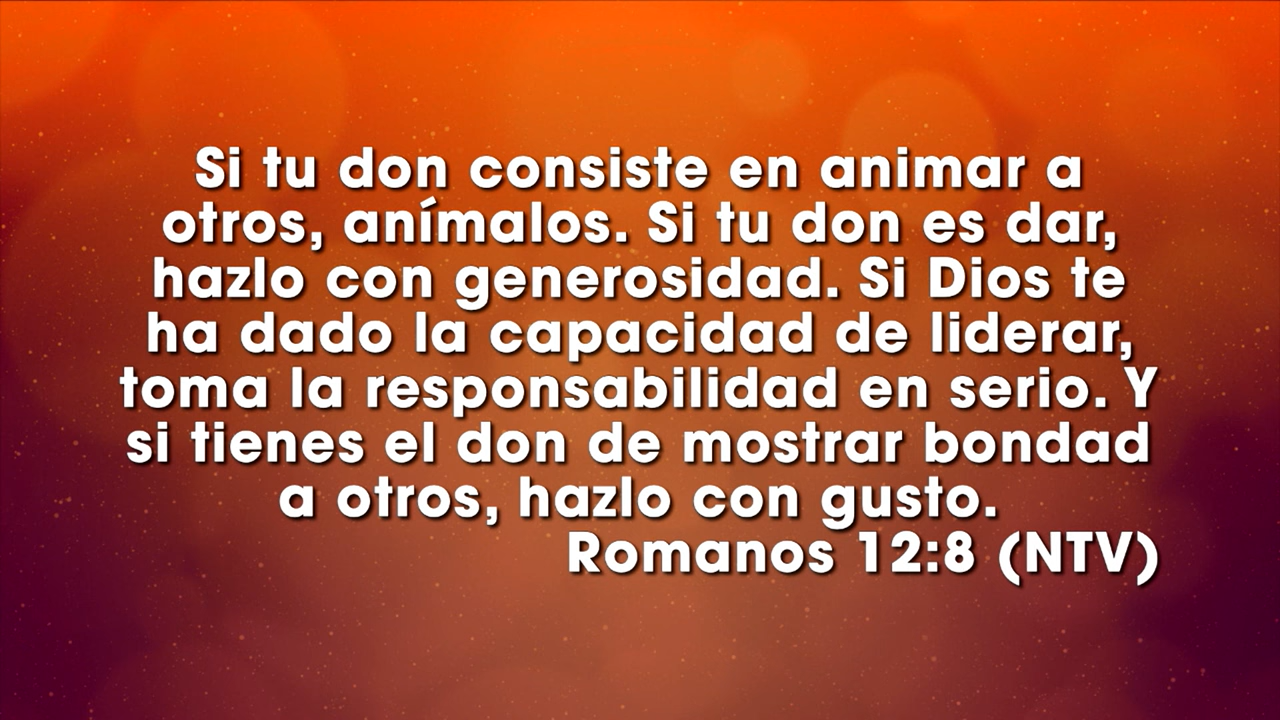 Si tu don consiste en animar a
otros, anímalos. Si tu don es dar,
hazlo con generosidad. Si Dios te
ha dado la capacidad de liderar,
toma la responsabilidad en serio. Y
si tienes el don de mostrar bondad
a otros, hazlo con gusto.
Romanos 12:8 (NTV)